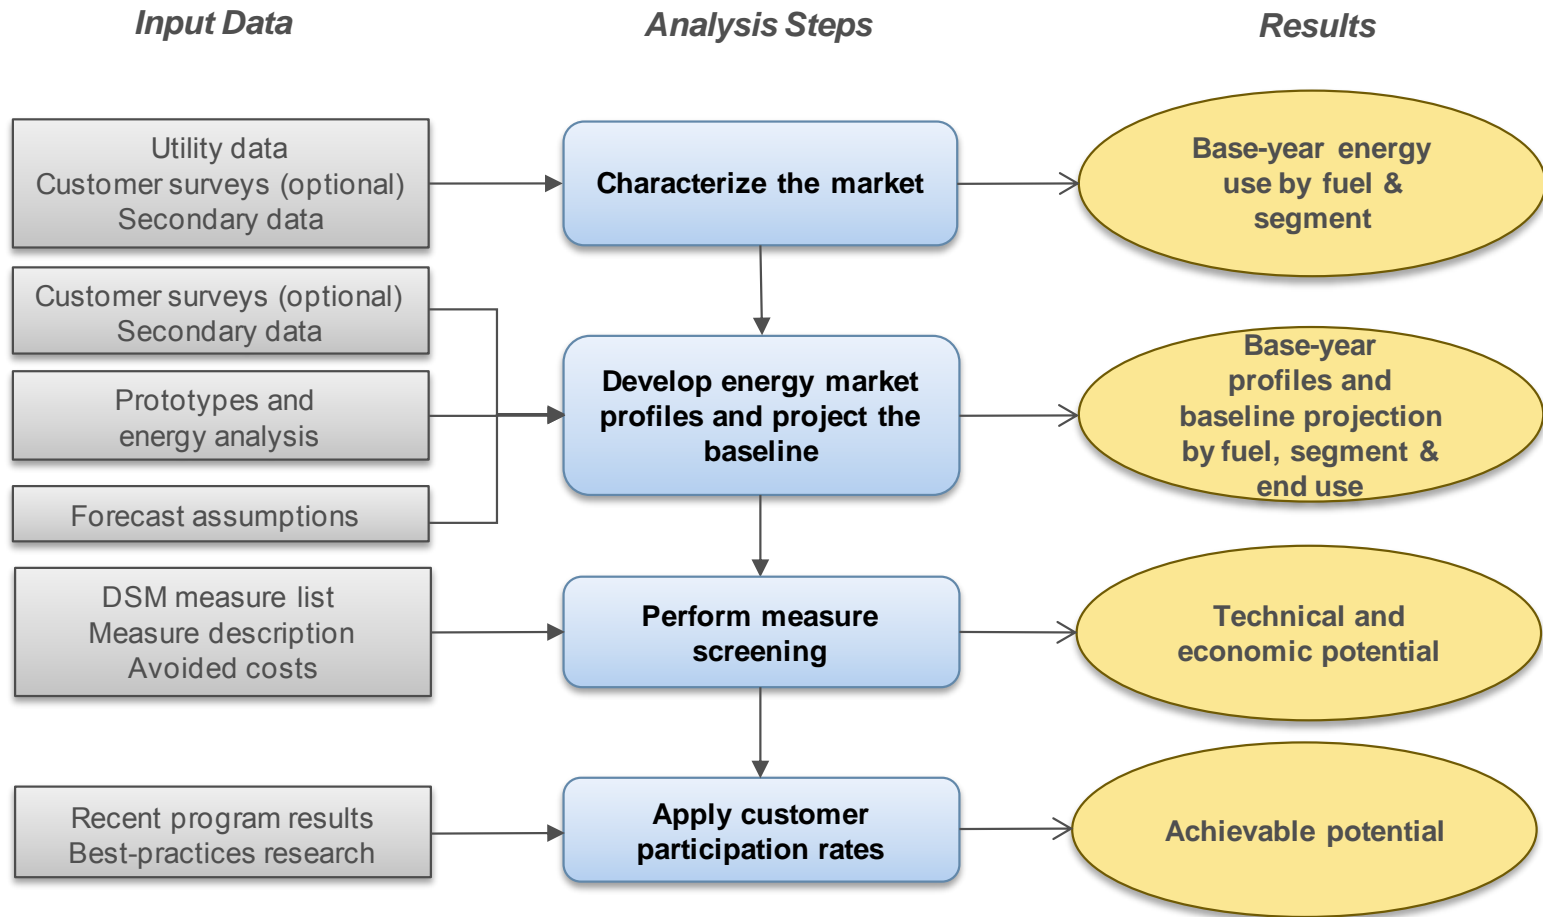 Input Data
Analysis Steps
Results
Utility data
Customer surveys (optional)
Secondary data
Characterize the market
Base-year energy
use by fuel &
segment
Customer surveys (optional)
Secondary data
Prototypes and
energy analysis
Forecast assumptions
Develop energy market
profiles and project the
baseline
Base-year
profiles and
baseline projection
by fuel, segment &
end use
DSM measure list
Measure description
Avoided costs
Perform measure
screening
Technical and
economic potential
Recent program results
Best-practices research
Apply customer
participation rates
Achievable potential